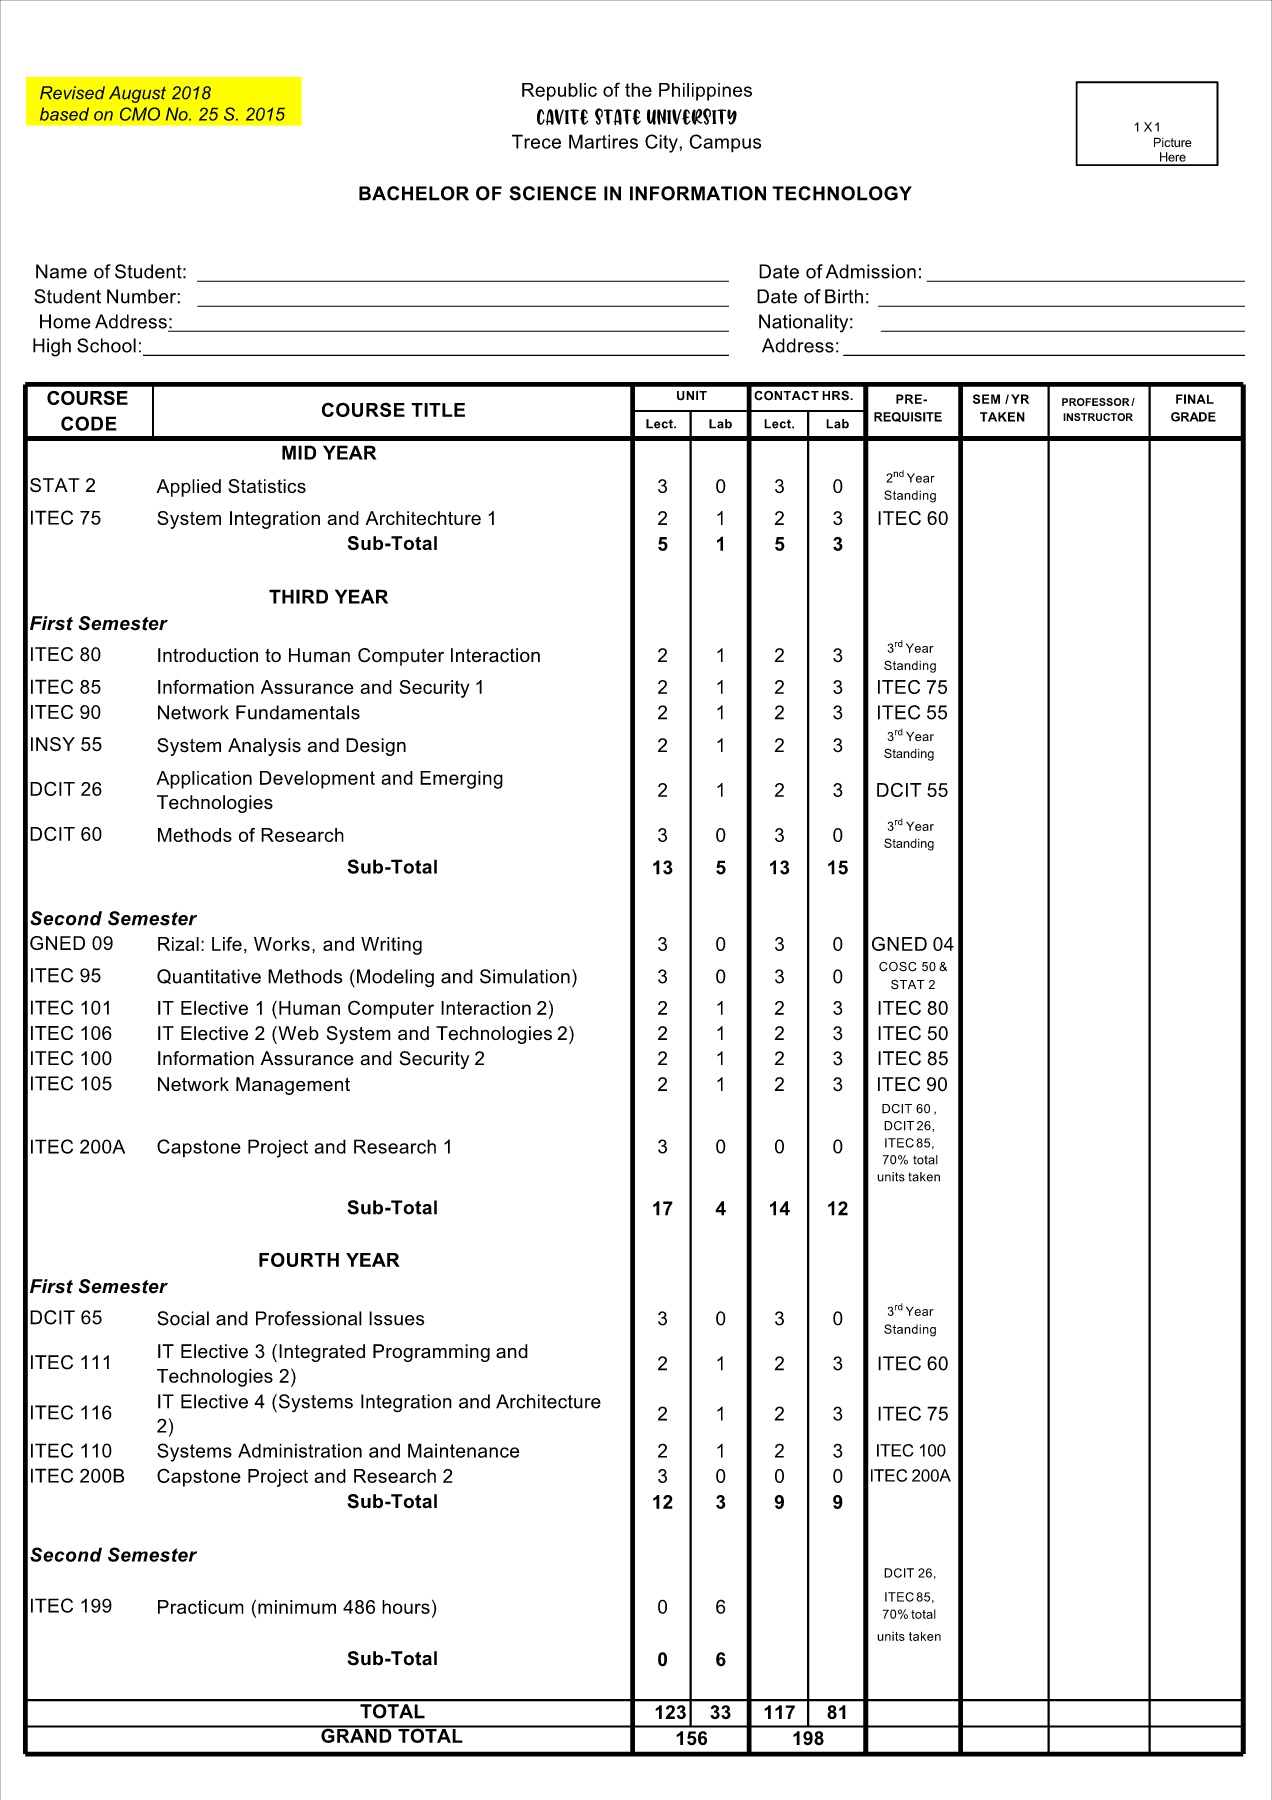 Revised August 2018
based on CMO No. 25 S. 2015
Republic of the Philippines
CAVITE STATE UNIVERSITY
Trece Martires City, Campus
1 X 1
Picture
Here
BACHELOR OF SCIENCE IN INFORMATION TECHNOLOGY
Name of Student: Date of Admission:
Student Number: Date of Birth:
Home Address: Nationality:
High School: Address:
COURSE CODE COURSE TITLE UNIT CONTACT HRS. PRE-REQUISITE SEM / YR TAKEN PROFESSOR / INSTRUCTOR FINAL GRADE
Lect. Lab Lect. Lab
MID YEAR
STAT 2 Applied Statistics 3 0 3 0 2nd Year Standing
ITEC 75 System Integration and Architechture 1 2 1 2 3 ITEC 60
Sub-Total 5 1 5 3
THIRD YEAR
First Semester
ITEC 80 Introduction to Human Computer Interaction 2 1 2 3 3rd Year Standing
ITEC 85 Information Assurance and Security 1 2 1 2 3 ITEC 75
ITEC 90 Network Fundamentals 2 1 2 3 ITEC 55
INSY 55 System Analysis and Design 2 1 2 3 3rd Year Standing
DCIT 26 Application Development and Emerging Technologies 2 1 2 3 DCIT 55
DCIT 60 Methods of Research 3 0 3 0 3rd Year Standing
Sub-Total 13 5 13 15
Second Semester
GNED 09 Rizal: Life, Works, and Writing 3 0 3 0 GNED 04
ITEC 95 Quantitative Methods (Modeling and Simulation) 3 0 3 0 COSC 50 & STAT 2
ITEC 101 IT Elective 1 (Human Computer Interaction 2) 2 1 2 3 ITEC 80
ITEC 106 IT Elective 2 (Web System and Technologies 2) 2 1 2 3 ITEC 50
ITEC 100 Information Assurance and Security 2 2 1 2 3 ITEC 85
ITEC 105 Network Management 2 1 2 3 ITEC 90
ITEC 200A Capstone Project and Research 1 3 0 0 0 DCIT 60 , DCIT 26, ITEC 85, 70% total units taken
Sub-Total 17 4 14 12
FOURTH YEAR
First Semester
DCIT 65 Social and Professional Issues 3 0 3 0 3rd Year Standing
ITEC 111 IT Elective 3 (Integrated Programming and Technologies 2) 2 1 2 3 ITEC 60
ITEC 116 IT Elective 4 (Systems Integration and Architecture 2) 2 1 2 3 ITEC 75
ITEC 110 Systems Administration and Maintenance 2 1 2 3 ITEC 100
ITEC 200B Capstone Project and Research 2 3 0 0 0 ITEC 200A
Sub-Total 12 3 9 9
Second Semester
ITEC 199 Practicum (minimum 486 hours) 0 6 DCIT 26, ITEC 85, 70% total units taken
Sub-Total 0 6
TOTAL 123 33 117 81
GRAND TOTAL 156 198